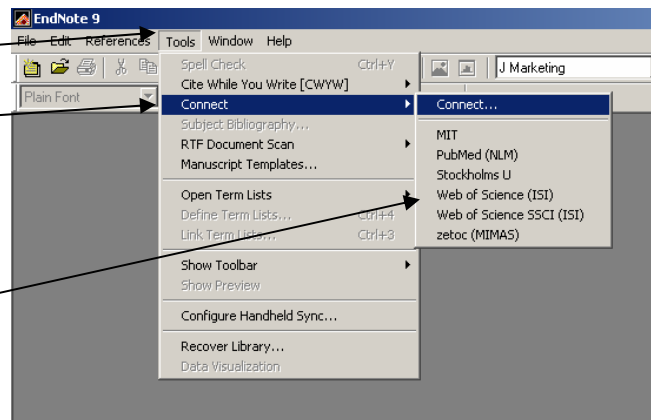 EndNote 9
File Edit References Tools Window Help
J Marketing
Plain Font
Spell Check Ctrl+Y
Cite While You Write [CWYW]
Connect
Subject Bibliography...
RTF Document Scan
Manuscript Templates...
Open Term Lists
Define Term Lists... Ctrl+4
Link Term Lists... Ctrl+3
Show Toolbar
Show Preview
Configure Handheld Sync...
Recover Library...
Data Visualization
Connect...
MIT
PubMed (NLM)
Stockholms U
Web of Science (ISI)
Web of Science SSCI (ISI)
zetoc (MIMAS)